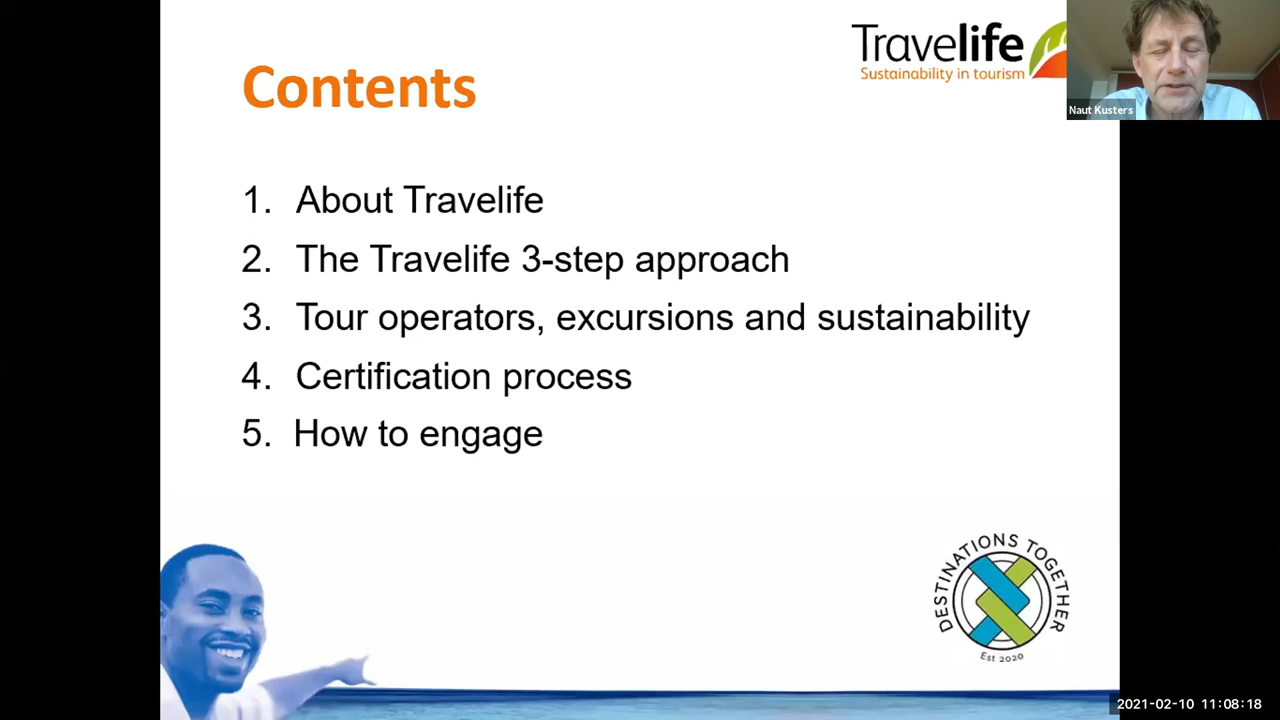 Travelife
Sustainability in tourism
Naut Kusters
Contents
1. About Travelife
2. The Travelife 3-step approach
3. Tour operators, excursions and sustainability
4. Certification process
5. How to engage
DESTINATIONS TOGETHER
Est 2020
2021-02-10 11:08:18